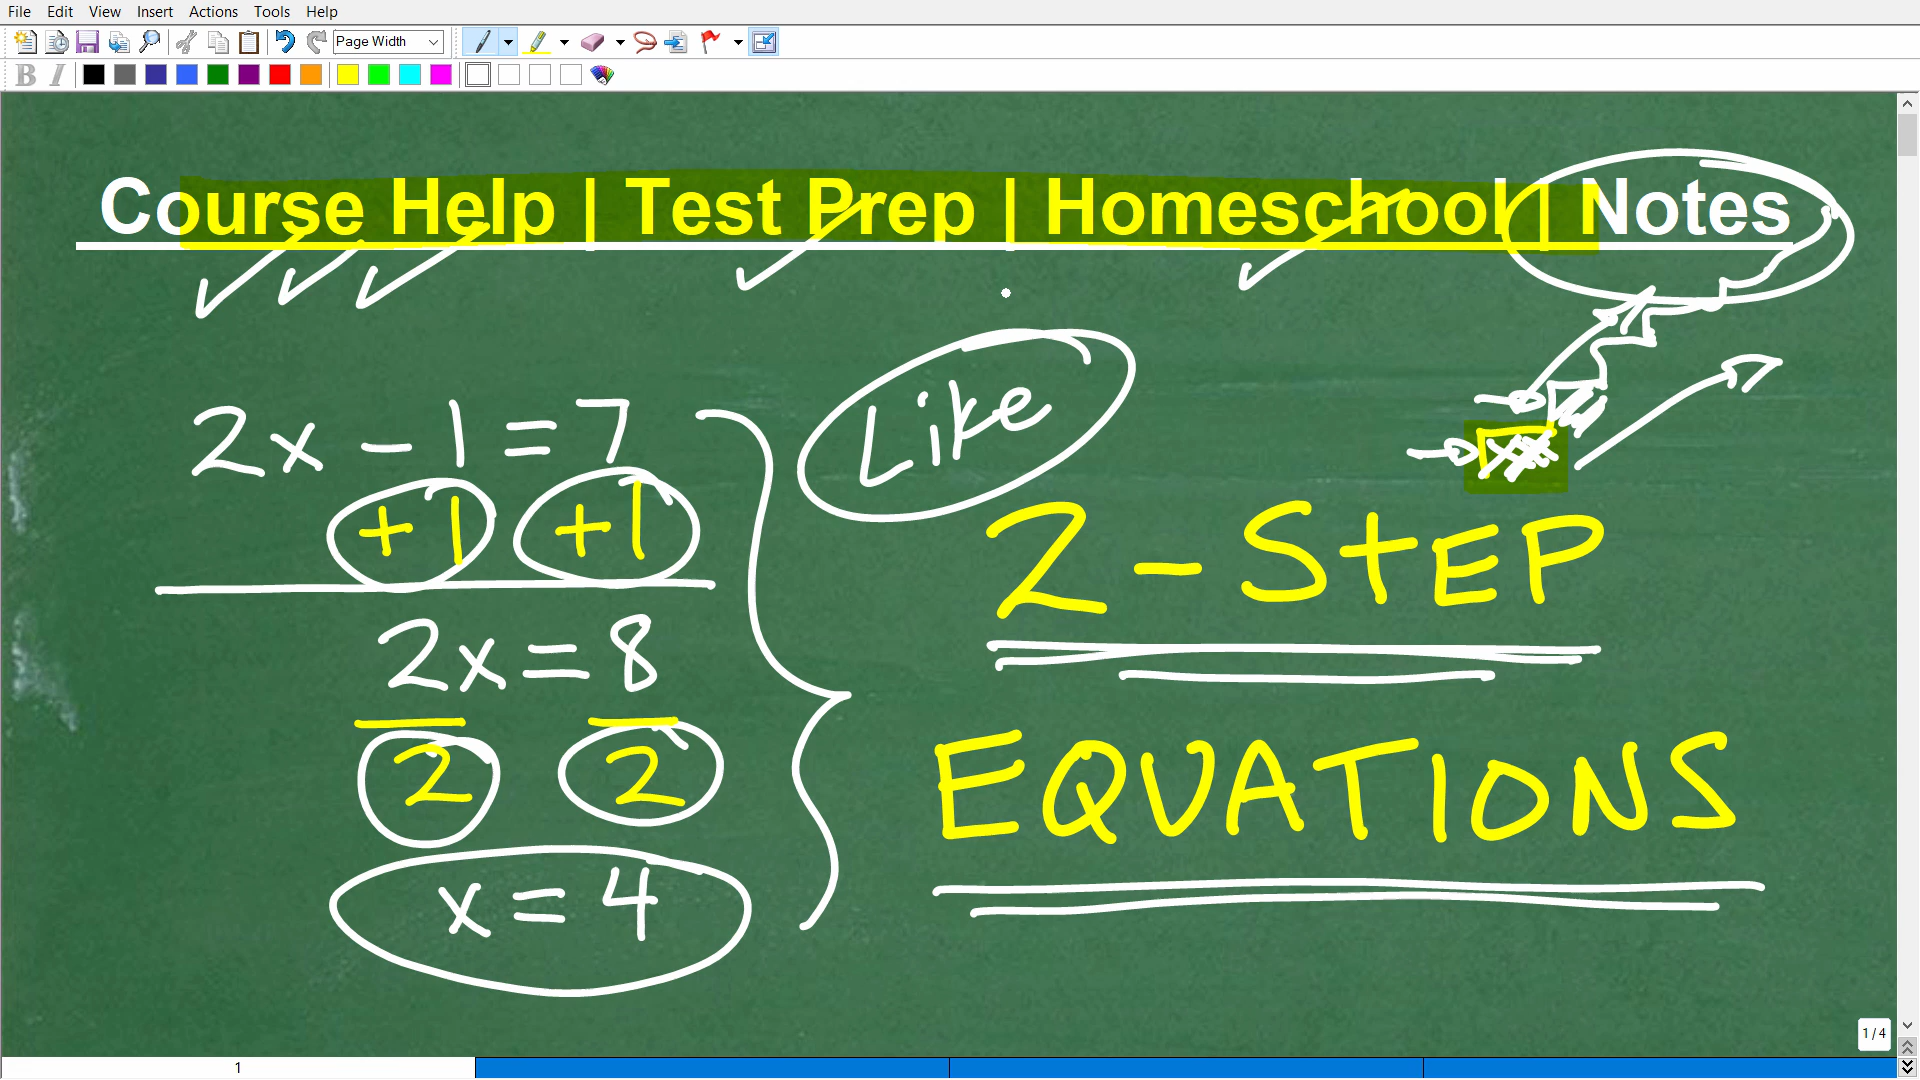 File Edit View Insert Actions Tools Help
Page Width
B I
Course Help | Test Prep | Homeschool | Notes
2x - 1 = 7
+1 +1
2x = 8
2 2
x = 4
Like
2-STEP
EQUATIONS
1 / 4
1